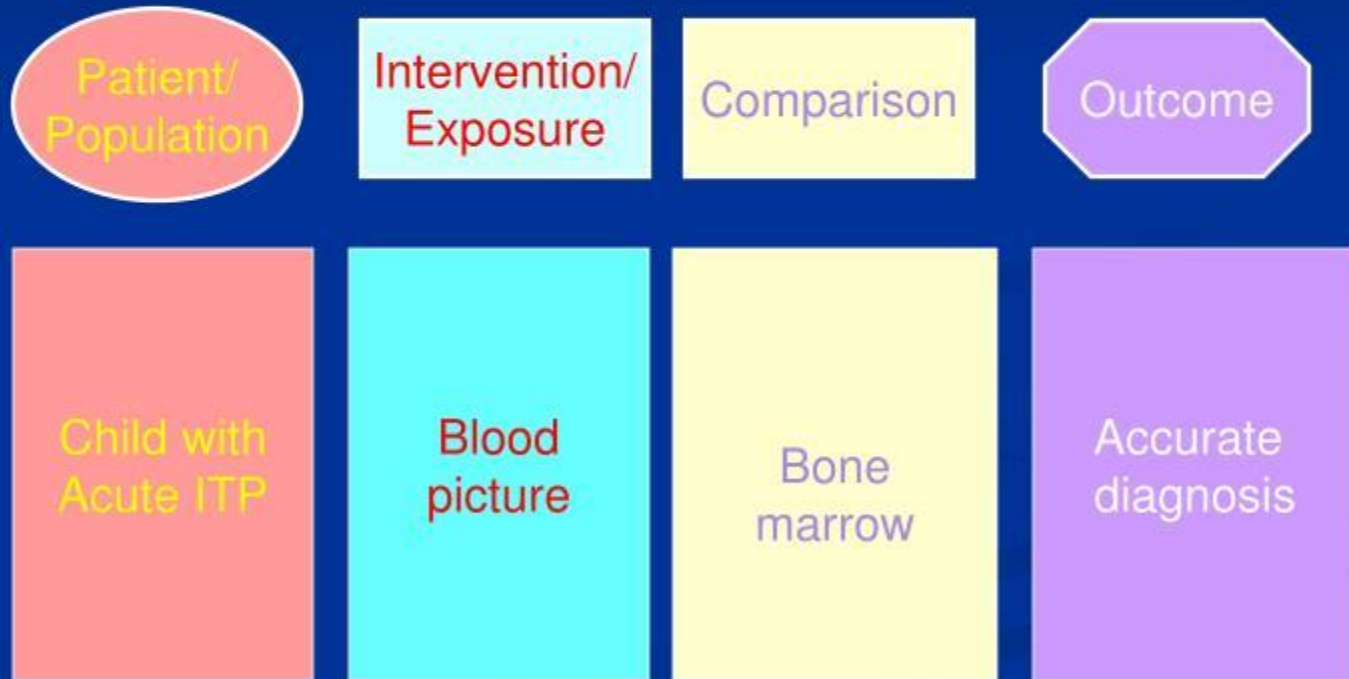 Patient/
Population
Intervention/
Exposure
Comparison
Outcome
Child with
Acute ITP
Blood
picture
Bone
marrow
Accurate
diagnosis